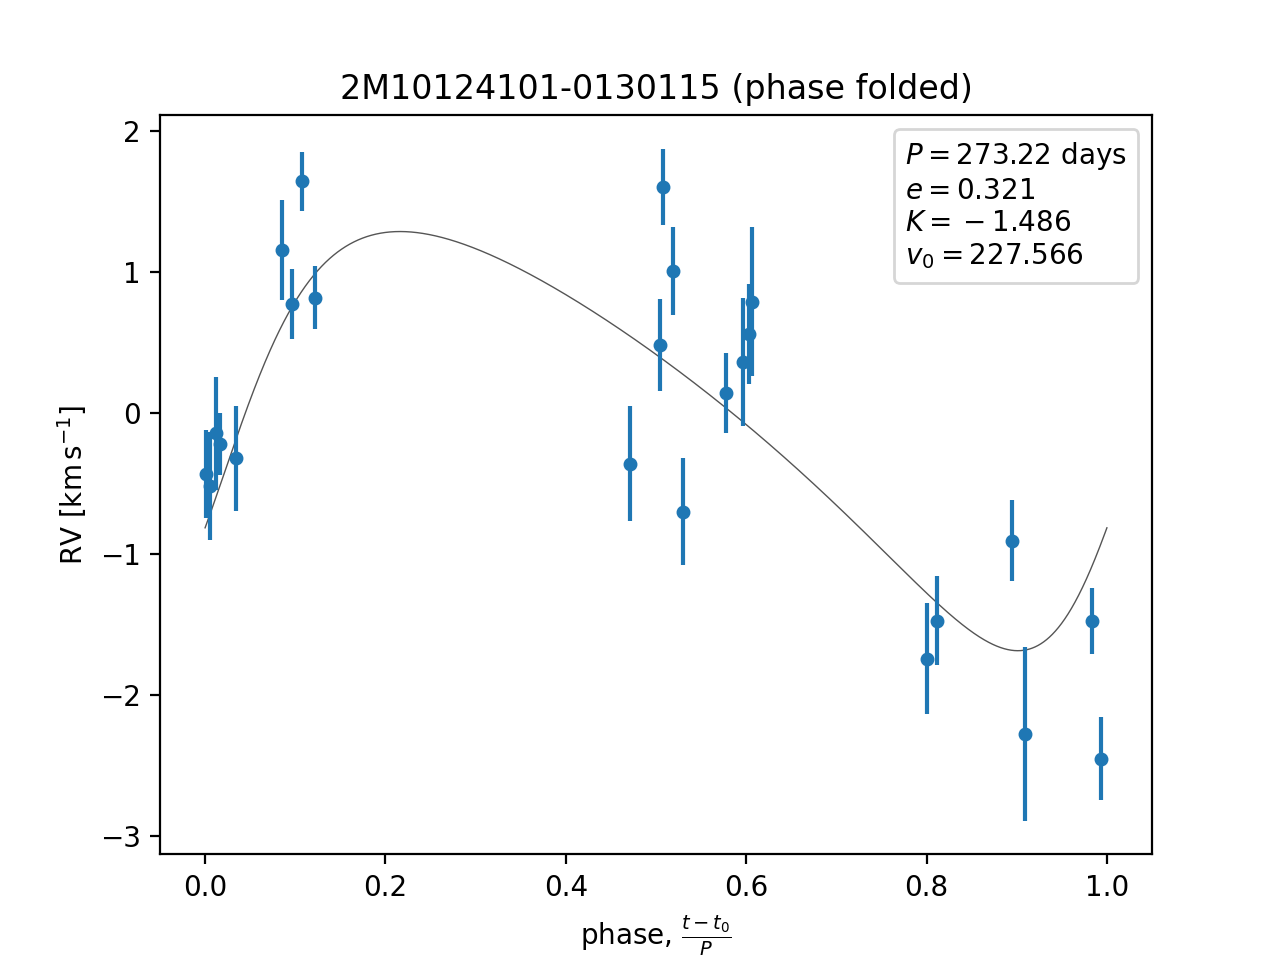 2M10124101-0130115 (phase folded)
P = 273.22 days
e = 0.321
K = −1.486
v₀ = 227.566
RV [km s⁻¹]
2
1
0
−1
−2
−3
0.0 0.2 0.4 0.6 0.8 1.0
phase, (t − t₀)/P